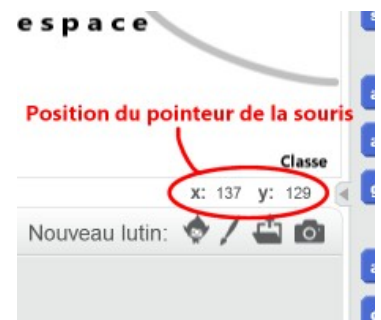 espace
Position du pointeur de la souris
Classe
x: 137 y: 129
Nouveau lutin: